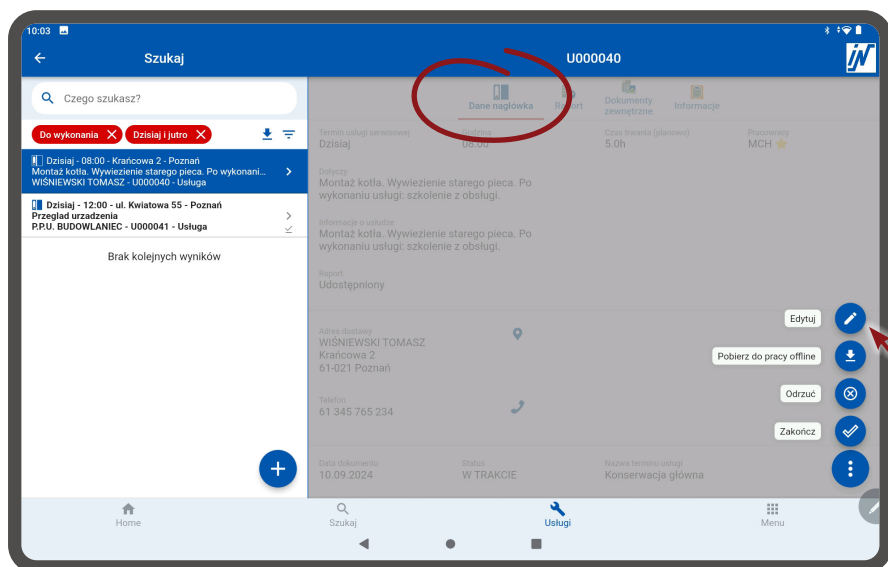 10:03
Szukaj
U000040
iN
Czego szukasz?
Do wykonania
Dzisiaj i jutro
Dzisiaj - 08:00 - Krańcowa 2 - Poznań
Montaż kotła. Wywiezienie starego pieca. Po wykonani...
WIŚNIEWSKI TOMASZ - U000040 - Usługa
Dzisiaj - 12:00 - ul. Kwiatowa 55 - Poznań
Przeglad urzadzenia
P.P.U. BUDOWLANIEC - U000041 - Usługa
Brak kolejnych wyników
Dane nagłówka
Raport
Dokumenty
zewnętrzne
Informacje
Termin usługi serwisowej
Dzisiaj
Godzina
08:00
Czas trwania (planowo)
5.0h
Pracownicy
MCH
Dotyczy
Montaż kotła. Wywiezienie starego pieca. Po
wykonaniu usługi: szkolenie z obsługi.
Informacje o usłudze
Montaż kotła. Wywiezienie starego pieca. Po
wykonaniu usługi: szkolenie z obsługi.
Raport
Udostępniony
Adres dostawy
WIŚNIEWSKI TOMASZ
Krańcowa 2
61-021 Poznań
Telefon
61 345 765 234
Data dokumentu
10.09.2024
Status
W TRAKCIE
Nazwa terminu usługi
Konserwacja główna
Edytuj
Pobierz do pracy offline
Odrzuć
Zakończ
Home
Szukaj
Usługi
Menu